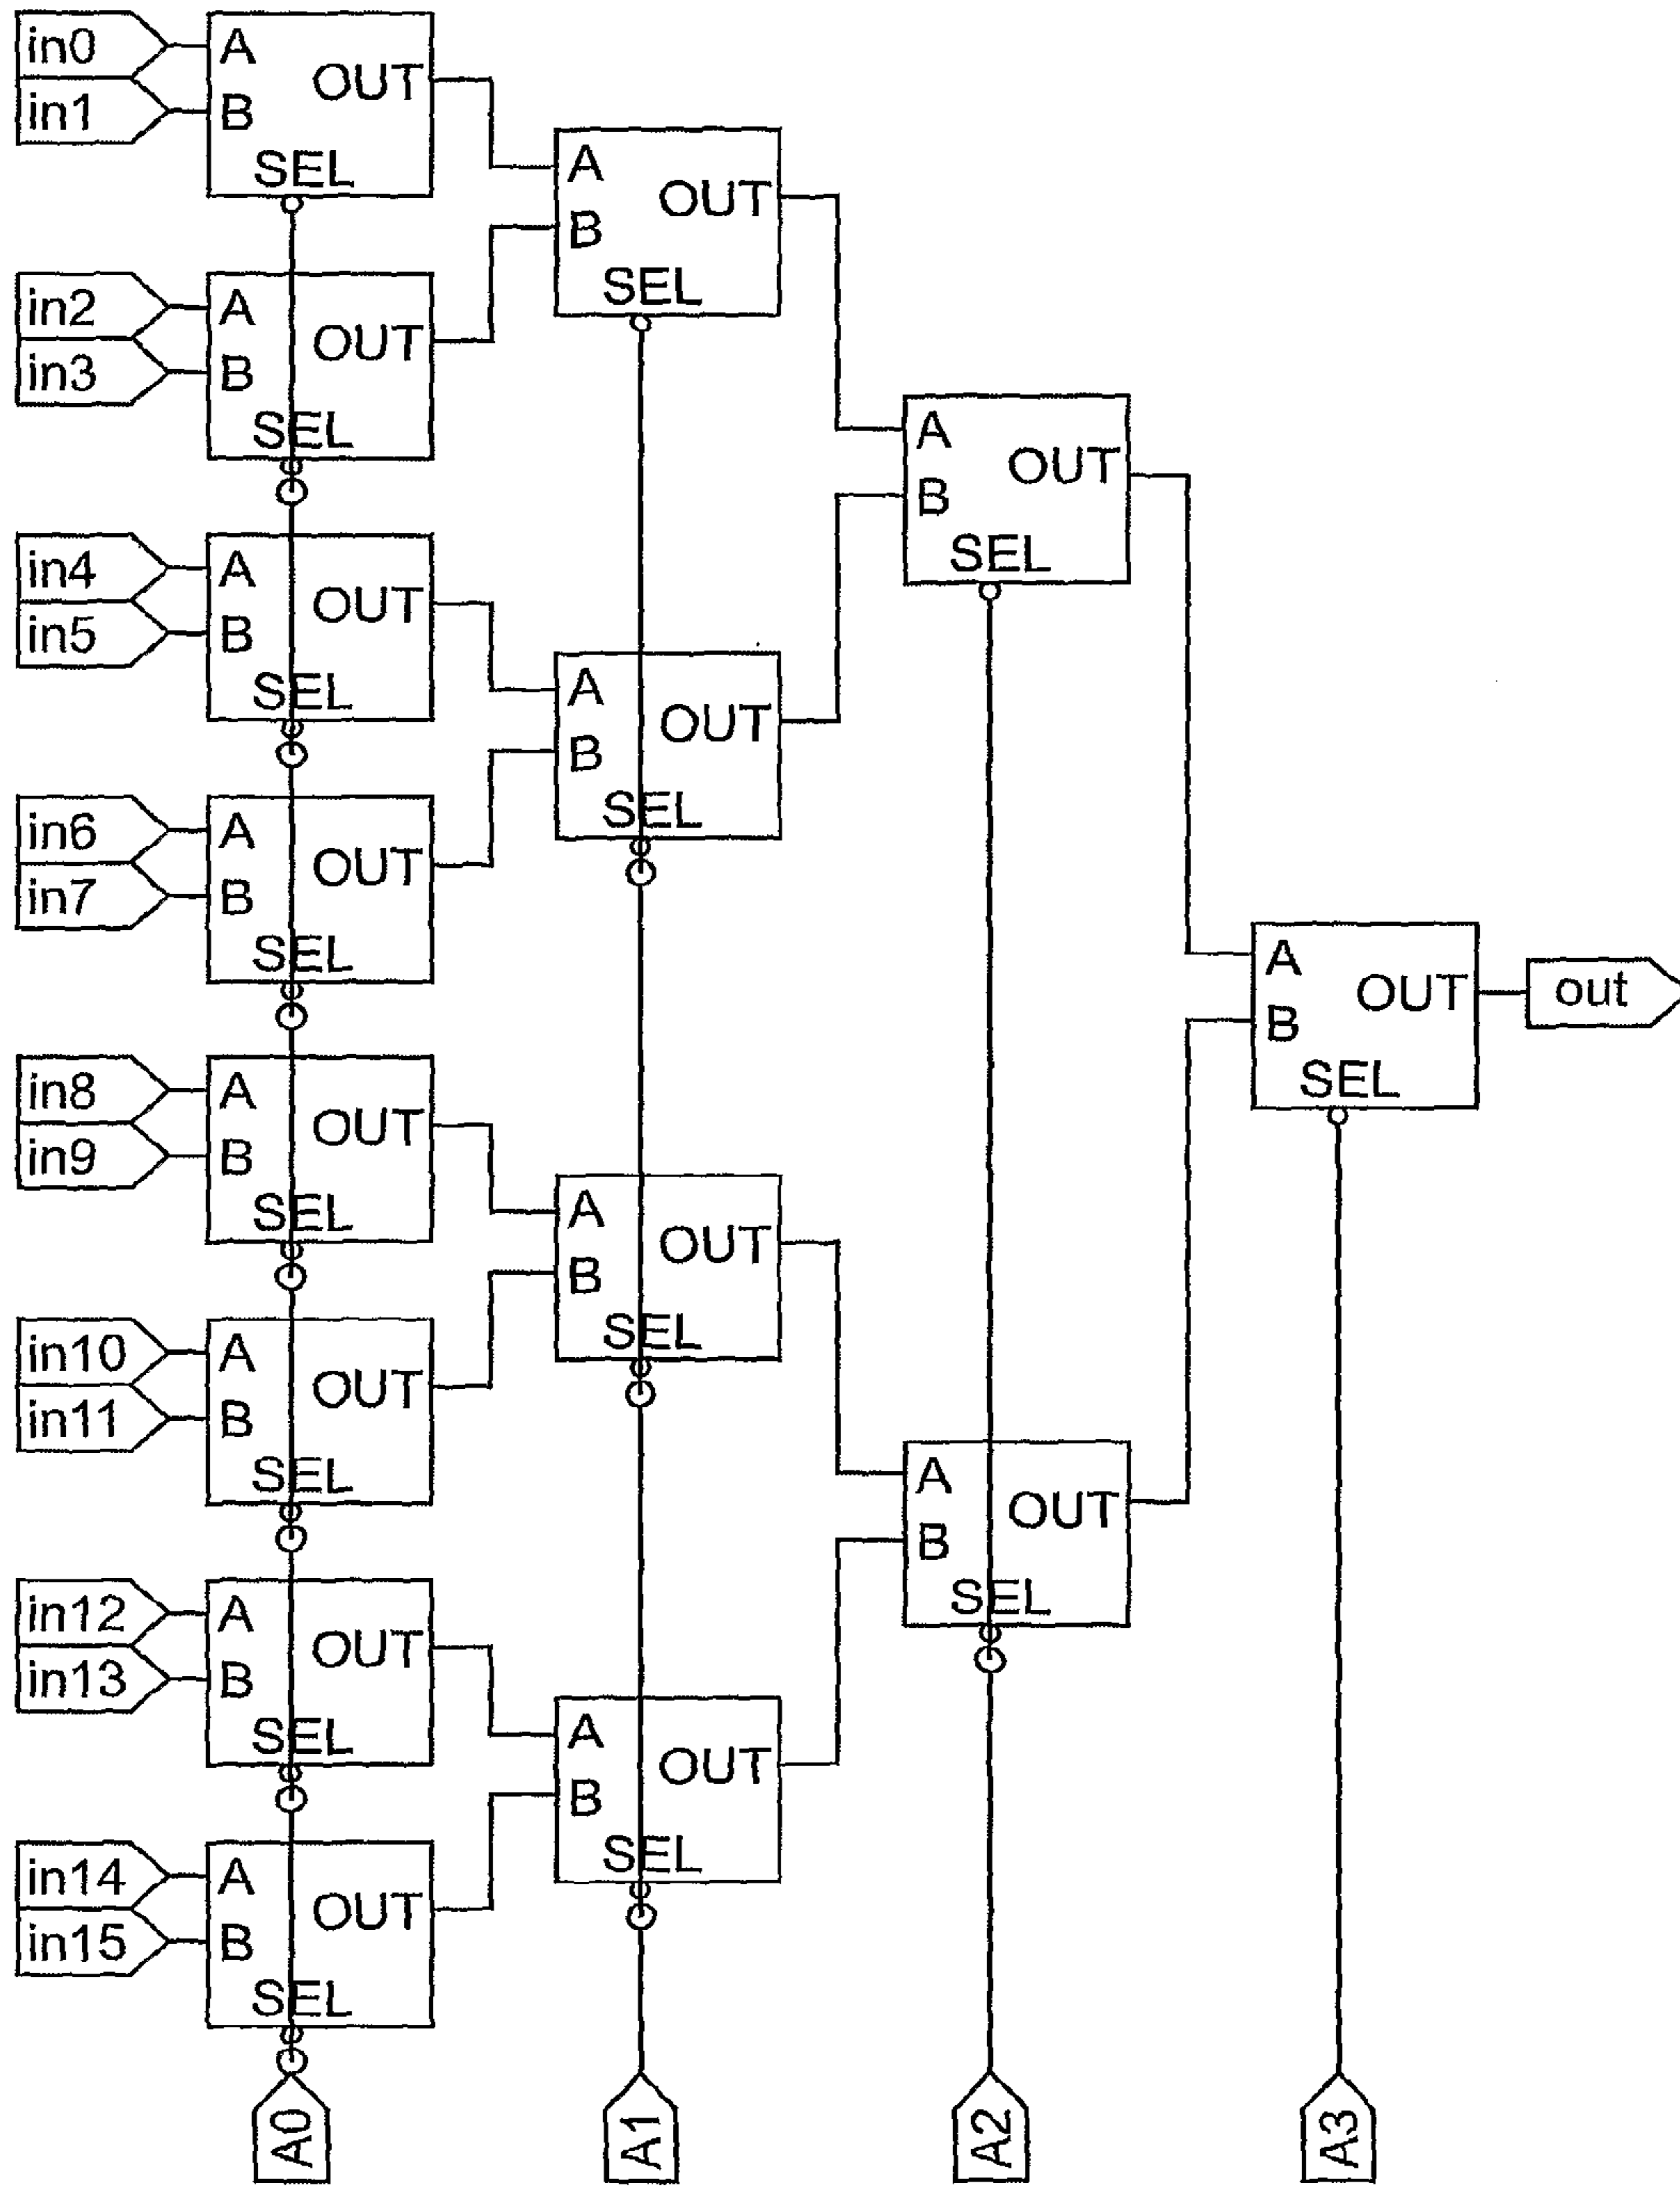 in0
A
OUT
in1
B
SEL
A
OUT
B
SEL
in2
A
OUT
in3
B
SEL
A
OUT
B
SEL
in4
A
OUT
in5
B
SEL
A
OUT
B
SEL
in6
A
OUT
in7
B
SEL
A
OUT
out
B
SEL
in8
A
OUT
in9
B
SEL
A
OUT
B
SEL
in10
A
OUT
in11
B
SEL
A
OUT
B
SEL
in12
A
OUT
in13
B
SEL
A
OUT
B
SEL
in14
A
OUT
in15
B
SEL
A0
A1
A2
A3